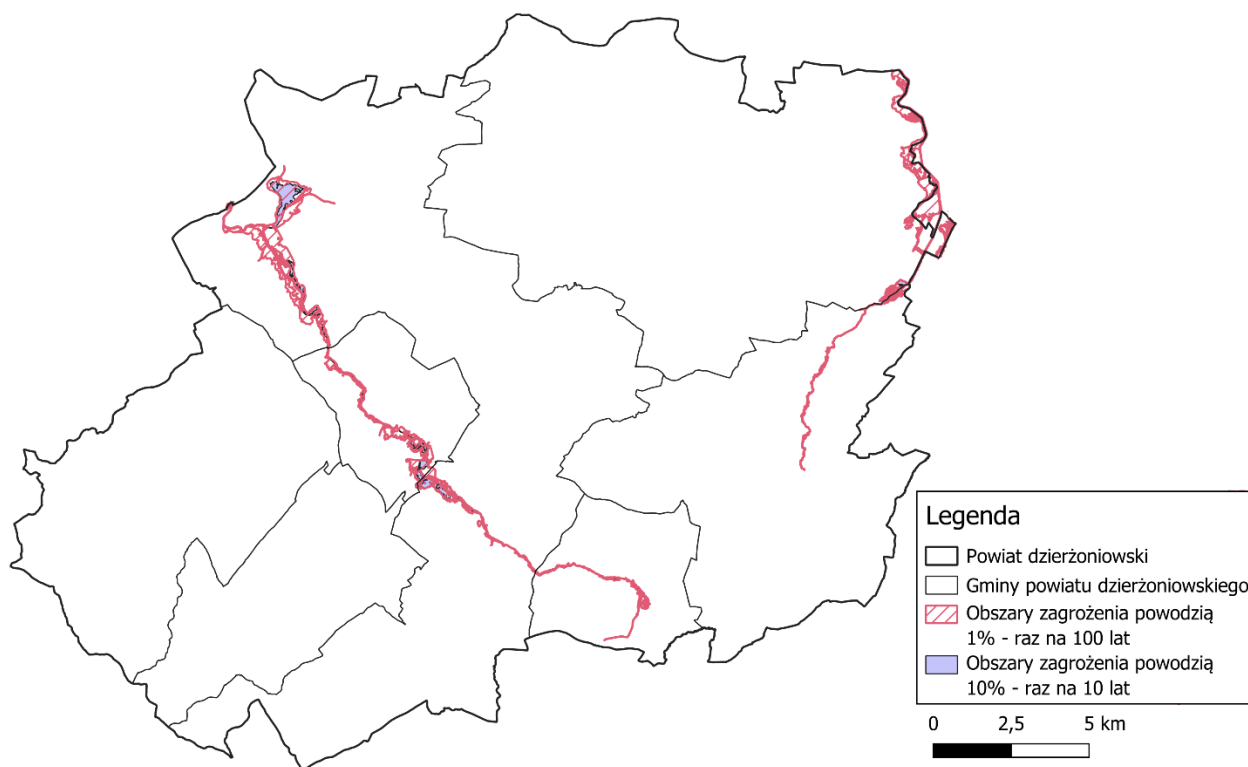 Legenda
Powiat dzierżoniowski
Gminy powiatu dzierżoniowskiego
Obszary zagrożenia powodzią
1% - raz na 100 lat
Obszary zagrożenia powodzią
10% - raz na 10 lat
0 2,5 5 km